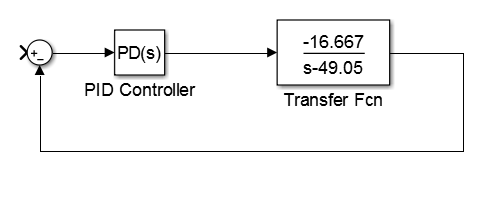 +
-
PD(s)
-16.667
s-49.05
PID Controller
Transfer Fcn